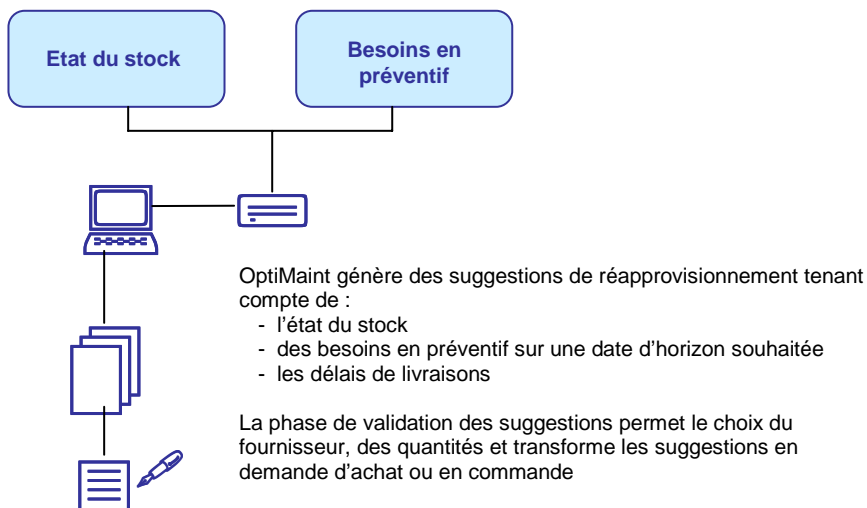 Etat du stock
Besoins en
préventif
OptiMaint génère des suggestions de réapprovisionnement tenant
compte de :
- l’état du stock
- des besoins en préventif sur une date d’horizon souhaitée
- les délais de livraisons
La phase de validation des suggestions permet le choix du
fournisseur, des quantités et transforme les suggestions en
demande d’achat ou en commande